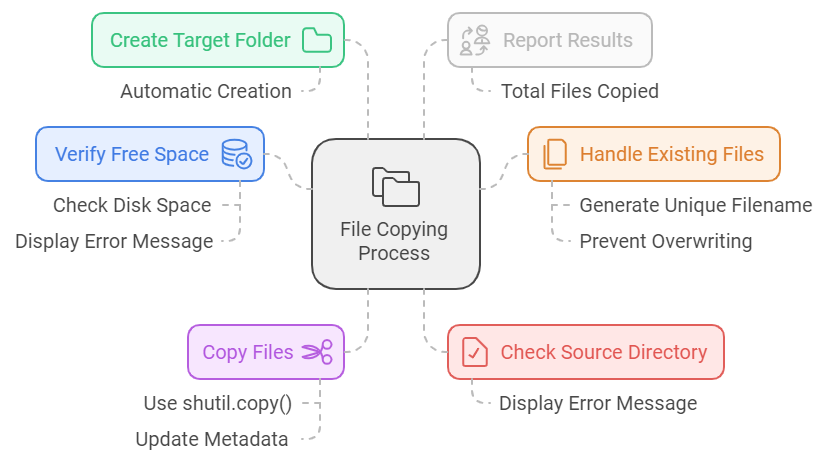 Create Target Folder
Automatic Creation
Report Results
Total Files Copied
Verify Free Space
Check Disk Space
Display Error Message
File Copying
Process
Handle Existing Files
Generate Unique Filename
Prevent Overwriting
Copy Files
Use shutil.copy()
Update Metadata
Check Source Directory
Display Error Message